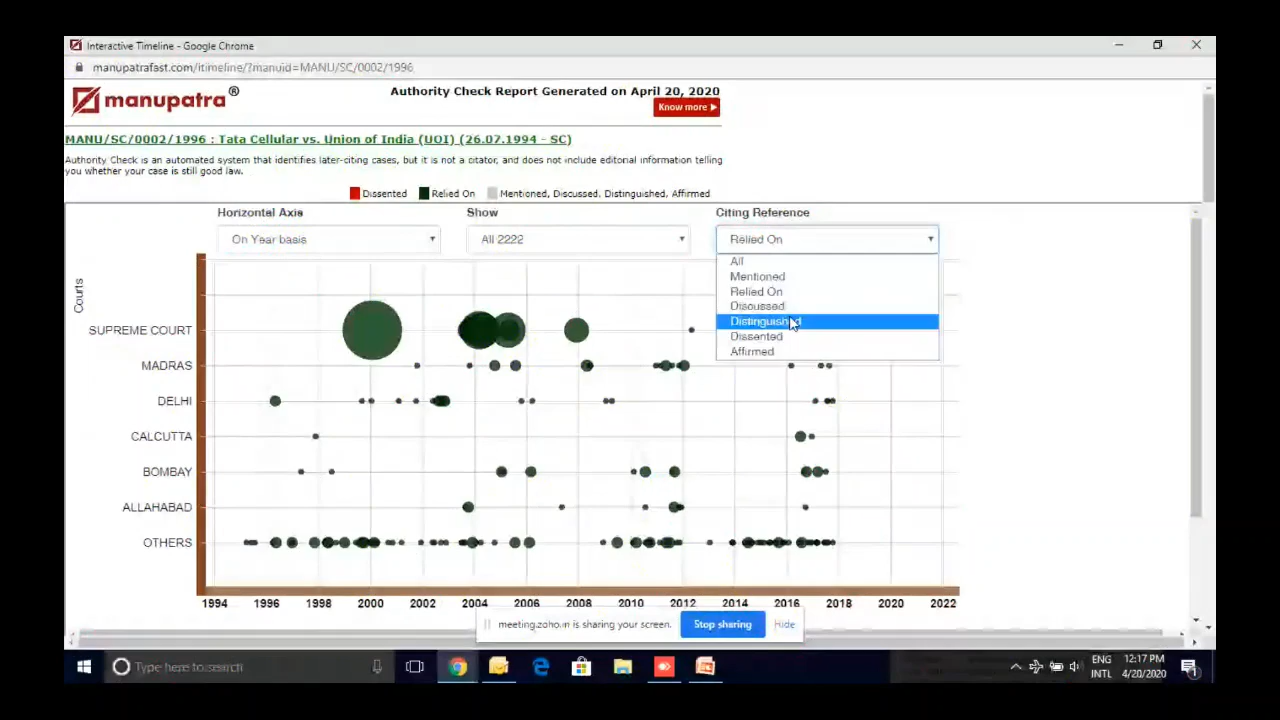 Interactive Timeline - Google Chrome
manupatrafast.com/itimeline/?manuid=MANU/SC/0002/1996
manupatra®
Authority Check Report Generated on April 20, 2020
Know more
MANU/SC/0002/1996 : Tata Cellular vs. Union of India (UOI) (26.07.1994 - SC)
Authority Check is an automated system that identifies later-citing cases, but it is not a citator, and does not include editorial information telling
you whether your case is still good law.
Dissented Relied On Mentioned, Discussed, Distinguished, Affirmed
Horizontal Axis Show Citing Reference
On Year basis All 2222 Relied On
All
Mentioned
Relied On
Discussed
Distinguished
Dissented
Affirmed
Courts
SUPREME COURT
MADRAS
DELHI
CALCUTTA
BOMBAY
ALLAHABAD
OTHERS
1994 1996 1998 2000 2002 2004 2006 2008 2010 2012 2014 2016 2018 2020 2022
meeting.zoho.in is sharing your screen. Stop sharing Hide
Type here to search
ENG 12:17 PM
INTL 4/20/2020
1